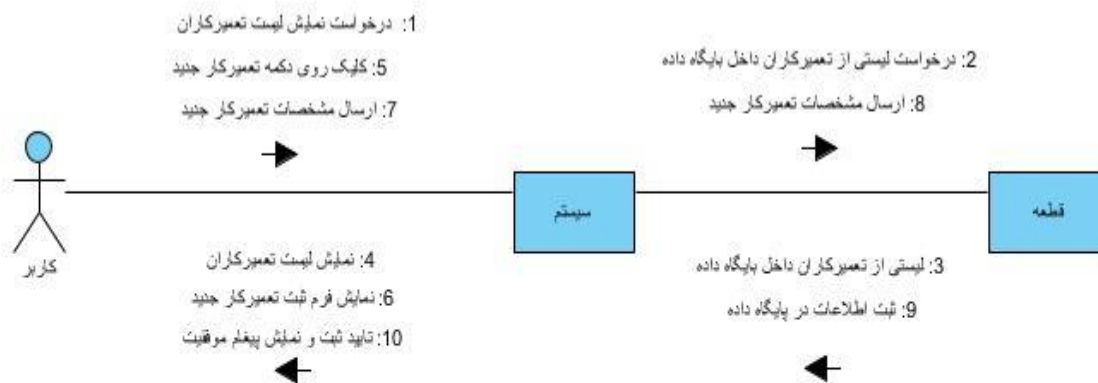 1: درخواست نمایش لیست تعمیرکاران
5: کلیک روی دکمه تعمیرکار جدید
7: ارسال مشخصات تعمیرکار جدید
2: درخواست لیستی از تعمیرکاران داخل بایگاه داده
8: ارسال مشخصات تعمیرکار جدید
کاربر
سیستم
قطعه
4: نمایش لیست تعمیرکاران
6: نمایش فرم ثبت تعمیرکار جدید
10: تایید ثبت و نمایش پیغام موفقیت
3: لیستی از تعمیرکاران داخل بایگاه داده
9: ثبت اطلاعات در پایگاه داده